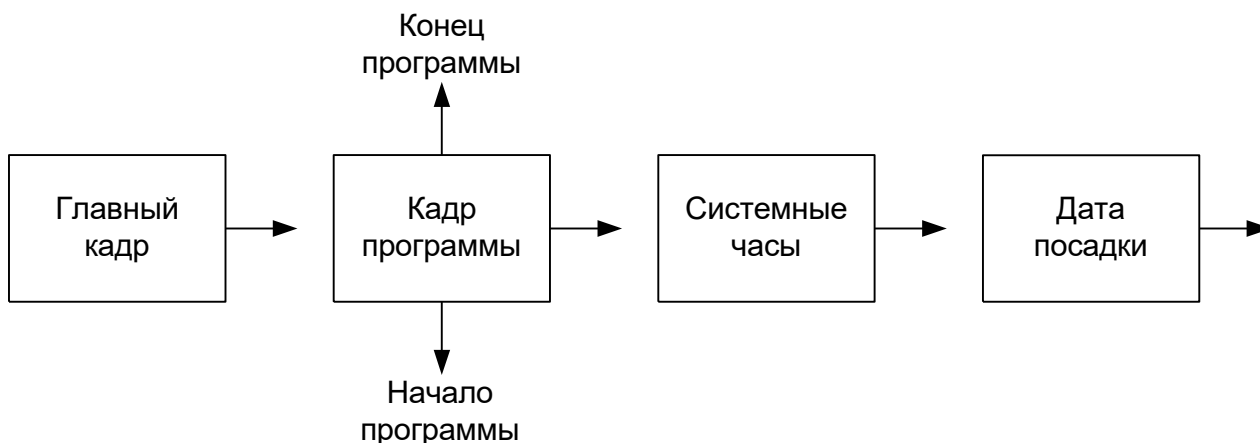 Конец
программы
Главный
кадр
Кадр
программы
Системные
часы
Дата
посадки
Начало
программы